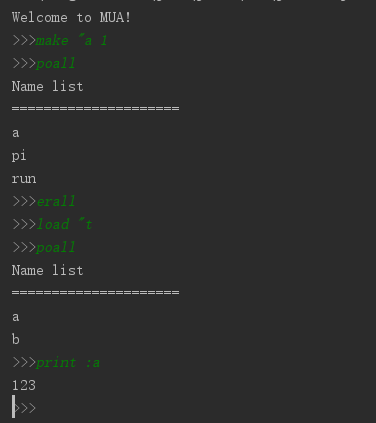 Welcome to MUA!
>>>make "a 1
>>>poall
Name list
=====================
a
pi
run
>>>erall
>>>load "t
>>>poall
Name list
=====================
a
b
>>>print :a
123
>>>